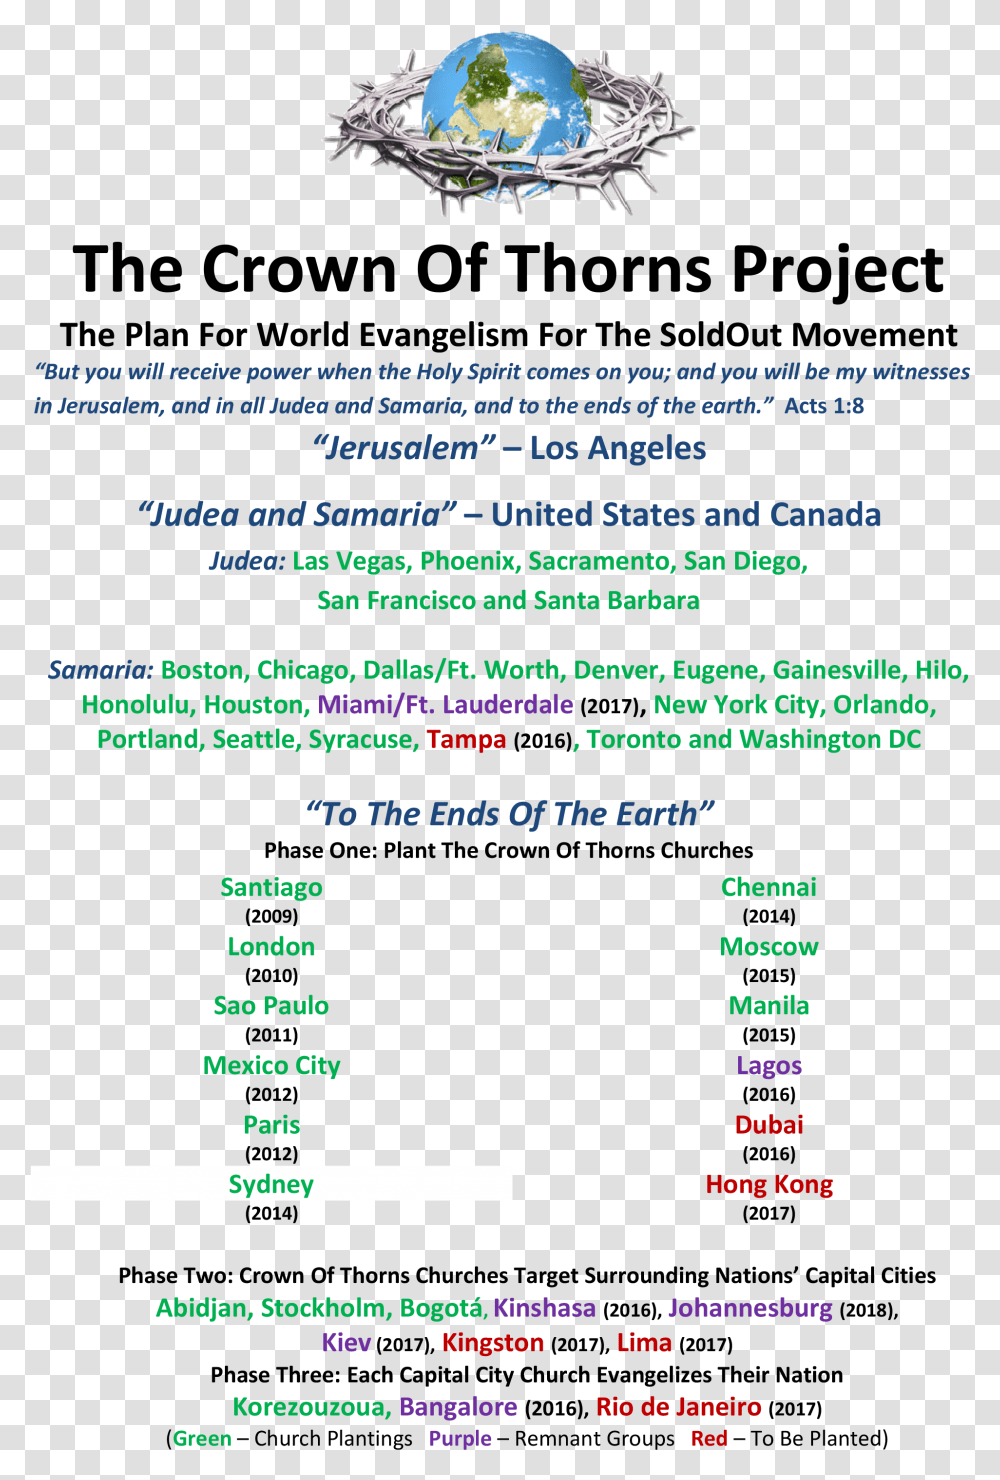 The Crown Of Thorns Project
The Plan For World Evangelism For The SoldOut Movement
“But you will receive power when the Holy Spirit comes on you; and you will be my witnesses
in Jerusalem, and in all Judea and Samaria, and to the ends of the earth.” Acts 1:8
“Jerusalem” – Los Angeles
“Judea and Samaria” – United States and Canada
Judea: Las Vegas, Phoenix, Sacramento, San Diego,
San Francisco and Santa Barbara
Samaria: Boston, Chicago, Dallas/Ft. Worth, Denver, Eugene, Gainesville, Hilo,
Honolulu, Houston, Miami/Ft. Lauderdale (2017), New York City, Orlando,
Portland, Seattle, Syracuse, Tampa (2016), Toronto and Washington DC
“To The Ends Of The Earth”
Phase One: Plant The Crown Of Thorns Churches
Santiago
(2009)
London
(2010)
Sao Paulo
(2011)
Mexico City
(2012)
Paris
(2012)
Sydney
(2014)
Chennai
(2014)
Moscow
(2015)
Manila
(2015)
Lagos
(2016)
Dubai
(2016)
Hong Kong
(2017)
Phase Two: Crown Of Thorns Churches Target Surrounding Nations’ Capital Cities
Abidjan, Stockholm, Bogotá, Kinshasa (2016), Johannesburg (2018),
Kiev (2017), Kingston (2017), Lima (2017)
Phase Three: Each Capital City Church Evangelizes Their Nation
Korezouzoua, Bangalore (2016), Rio de Janeiro (2017)
(Green – Church Plantings Purple – Remnant Groups Red – To Be Planted)